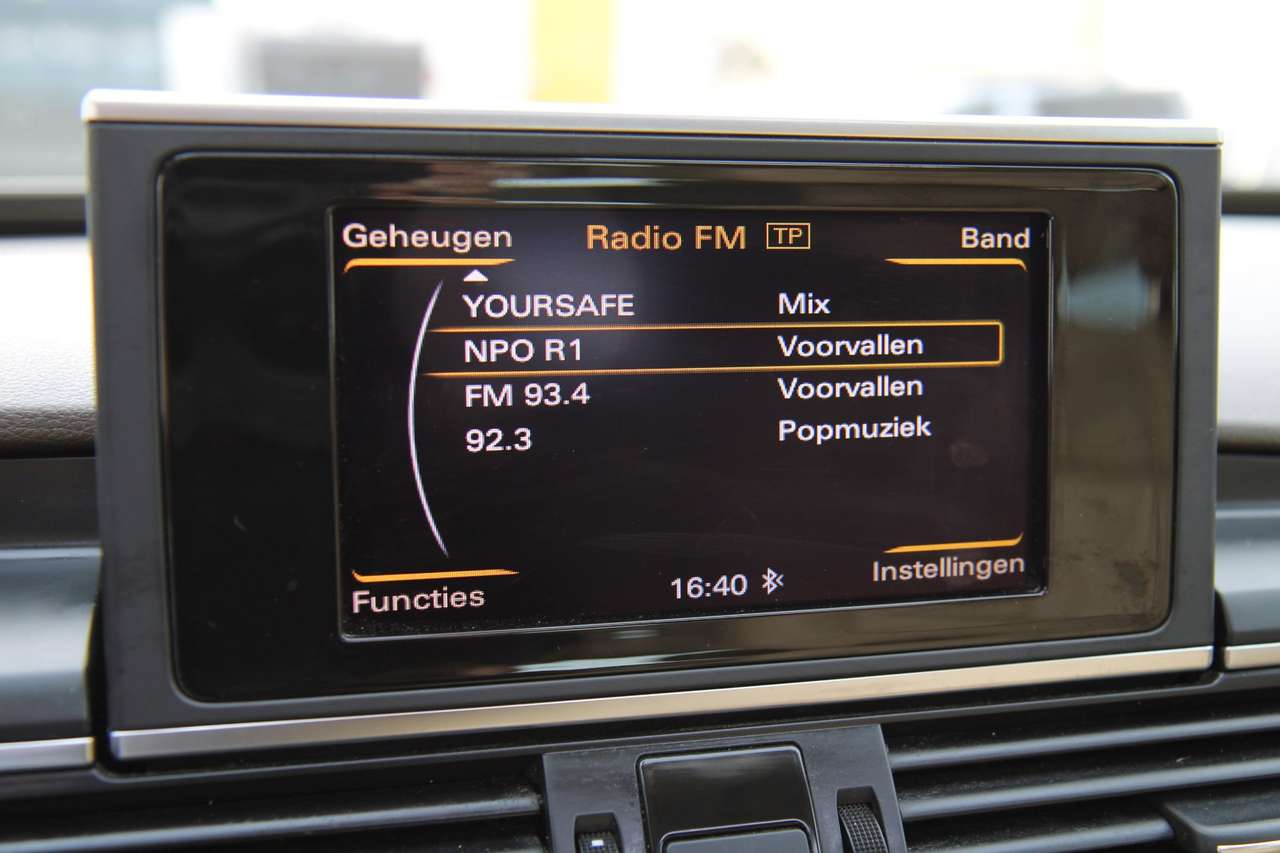 Geheugen Radio FM TP Band
YOURSAFE Mix
NPO R1 Voorvallen
FM 93.4 Voorvallen
92.3 Popmuziek
Functies 16:40 Instellingen